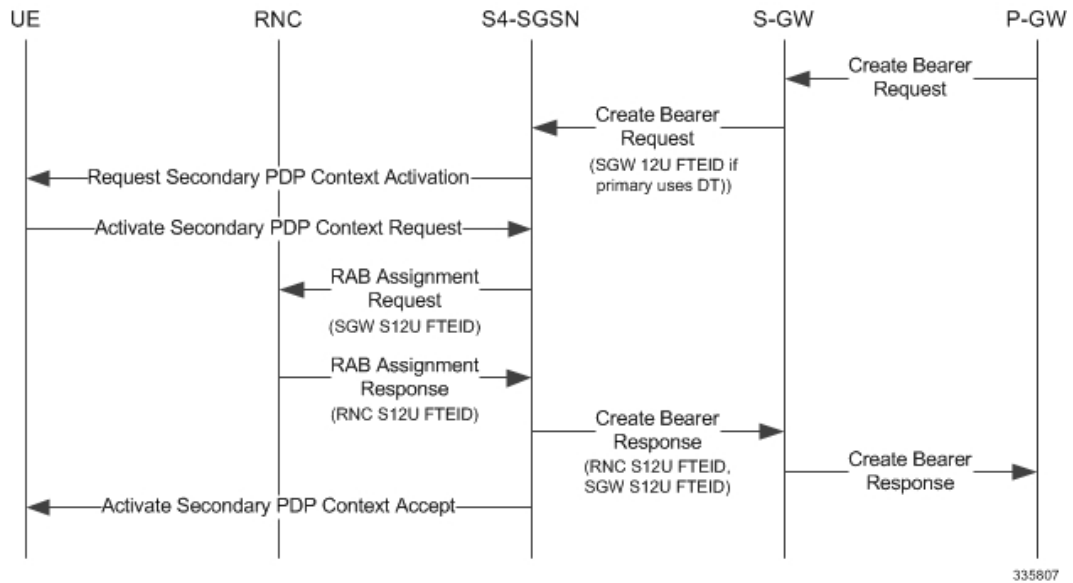 UE RNC S4-SGSN S-GW P-GW
Create Bearer
Request
Create Bearer
Request
(SGW 12U FTEID if
primary uses DT))
Request Secondary PDP Context Activation
Activate Secondary PDP Context Request
RAB Assignment
Request
(SGW S12U FTEID)
RAB Assignment
Response
(RNC S12U FTEID)
Create Bearer
Response
(RNC S12U FTEID,
SGW S12U FTEID)
Create Bearer
Response
Activate Secondary PDP Context Accept
335807